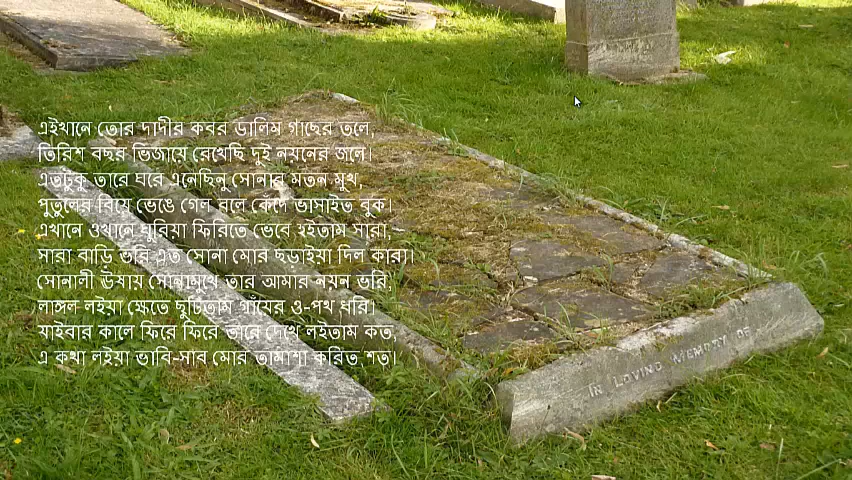 এইখানে তোর দাদীর কবর ডালিম গাছের তলে,
তিরিশ বছর ভিজায়ে রেখেছি দুই নয়নের জলে।
এতটুকু তারে ঘরে এনেছিনু সোনার মতন মুখ,
পুতুলের বিয়ে ভেঙে গেল বলে কেঁদে ভাসাইত বুক।
এখানে ওখানে ঘুরিয়া ফিরিতে ভেবে হইতাম সারা,
সারা বাড়ি ভরি এত সোনা মোর ছড়াইয়া দিল কারা।
সোনালী ঊষায় সোনামুখে তার আমার নয়ন ভরি,
লাঙ্গল লইয়া ক্ষেতে ছুটিতাম গাঁয়ের ও-পথ ধরি।
যাইবার কালে ফিরে ফিরে তারে দেখে লইতাম কত,
এ কথা লইয়া ভাবি-সাব মোর তামাশা করিত শত।
IN LOVING MEMORY OF